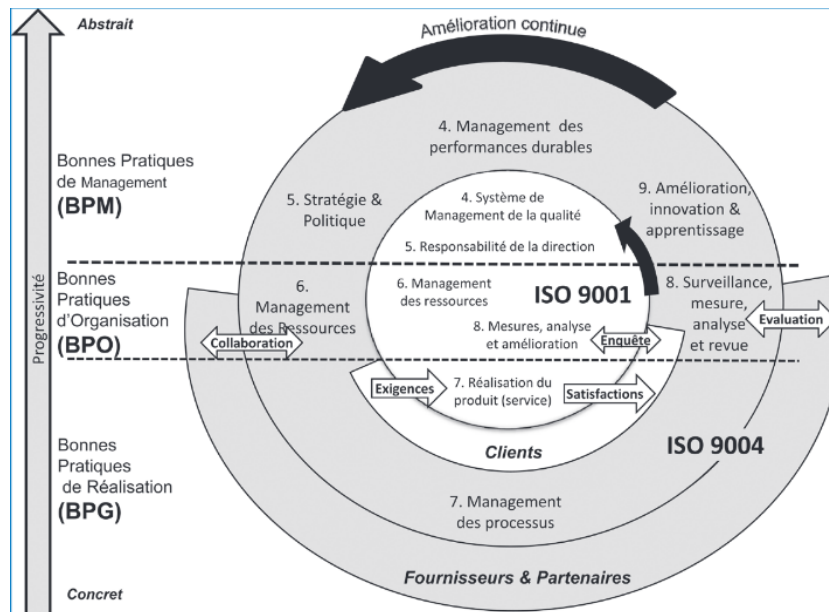 Abstrait
Amélioration continue
4. Management des
performances durables
Bonnes Pratiques
de Management
(BPM)
5. Stratégie &
Politique
4. Système de
Management de la qualité
5. Responsabilité de la direction
9. Amélioration,
innovation &
apprentissage
Progressivité
Bonnes
Pratiques
d'Organisation
(BPO)
6.
Management
des Ressources
Collaboration
6. Management
des ressources
ISO 9001
8. Mesures, analyse
et amélioration
Enquête
8. Surveillance,
mesure,
analyse
et revue
Evaluation
Exigences
7. Réalisation du
produit (service)
Satisfactions
Clients
ISO 9004
Bonnes
Pratiques
de Réalisation
(BPG)
7. Management
des processus
Fournisseurs & Partenaires
Concret